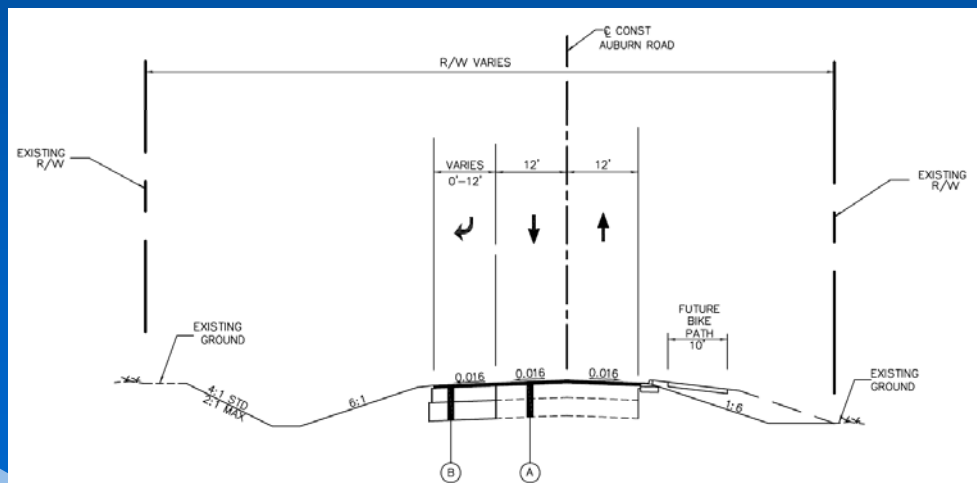 ℄ CONST
AUBURN ROAD
R/W VARIES
EXISTING
R/W
EXISTING
R/W
VARIES
0'-12'
12'
12'
FUTURE
BIKE
PATH
10'
EXISTING
GROUND
EXISTING
GROUND
4:1 STD
2:1 MAX
6:1
0.016
0.016
0.016
1:6
B
A